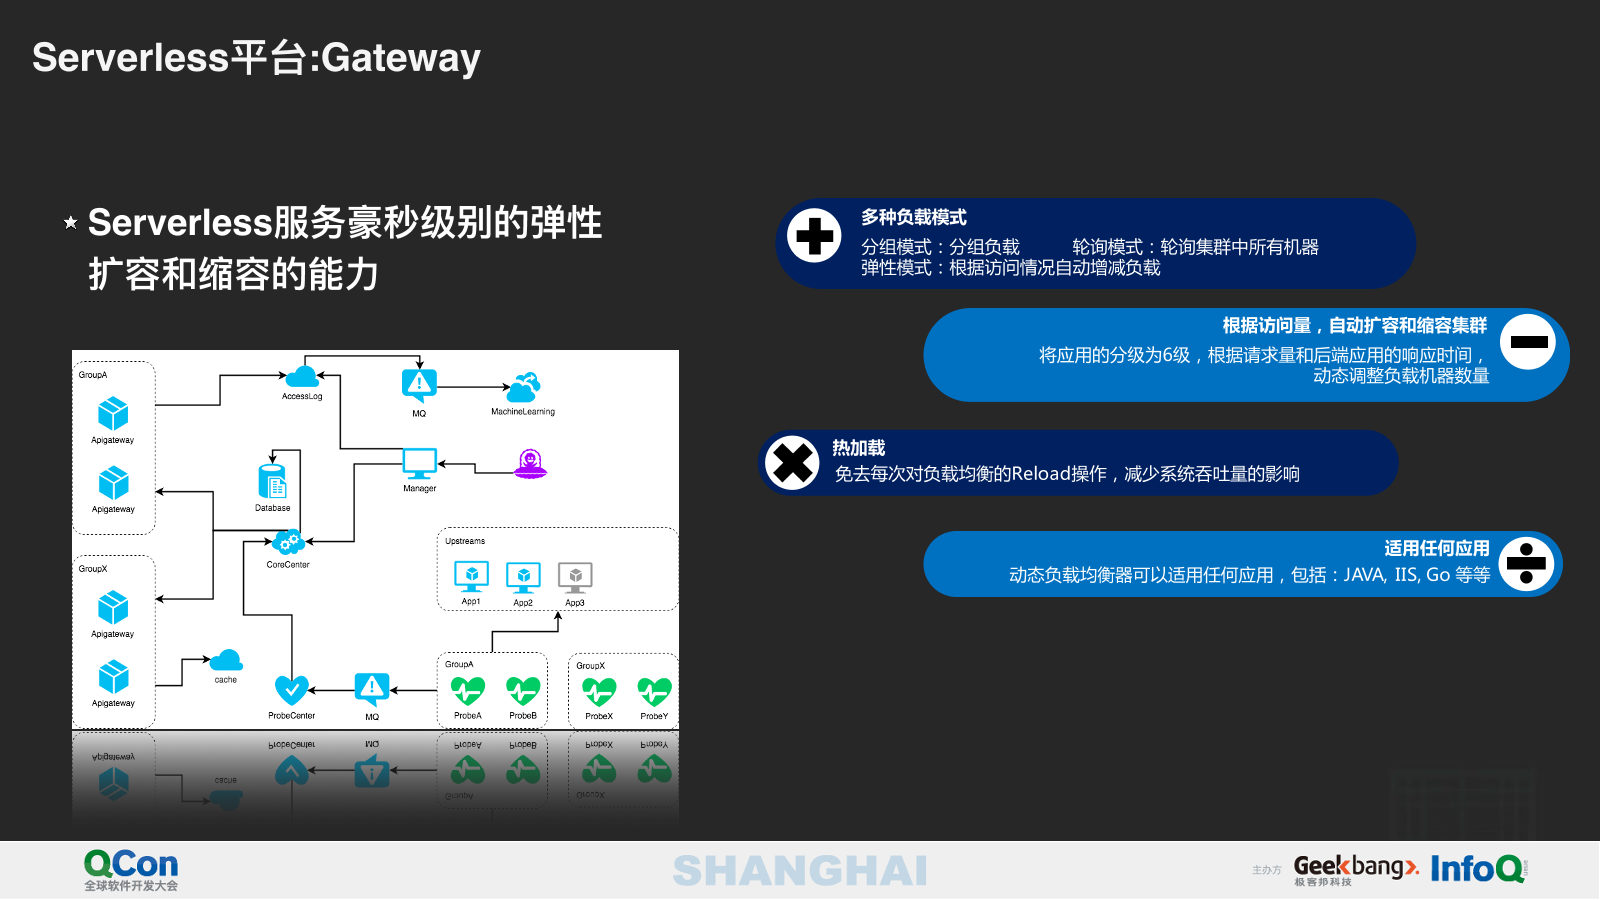 Serverless平台:Gateway
Serverless服务豪秒级别的弹性
扩容和缩容的能力
GroupA
Apigateway
Apigateway
GroupX
Apigateway
Apigateway
AccessLog
MQ
MachineLearning
Database
Manager
CoreCenter
Upstreams
App1
App2
App3
cache
ProbeCenter
MQ
GroupA
ProbeA
ProbeB
GroupX
ProbeX
ProbeY
多种负载模式
分组模式：分组负载 轮询模式：轮询集群中所有机器
弹性模式：根据访问情况自动增减负载
根据访问量，自动扩容和缩容集群
将应用的分级为6级，根据请求量和后端应用的响应时间，
动态调整负载机器数量
热加载
免去每次对负载均衡的Reload操作，减少系统吞吐量的影响
适用任何应用
动态负载均衡器可以适用任何应用，包括：JAVA, IIS, Go 等等
QCon
全球软件开发大会
SHANGHAI
主办方
Geekbang>.
极客邦科技
InfoQ